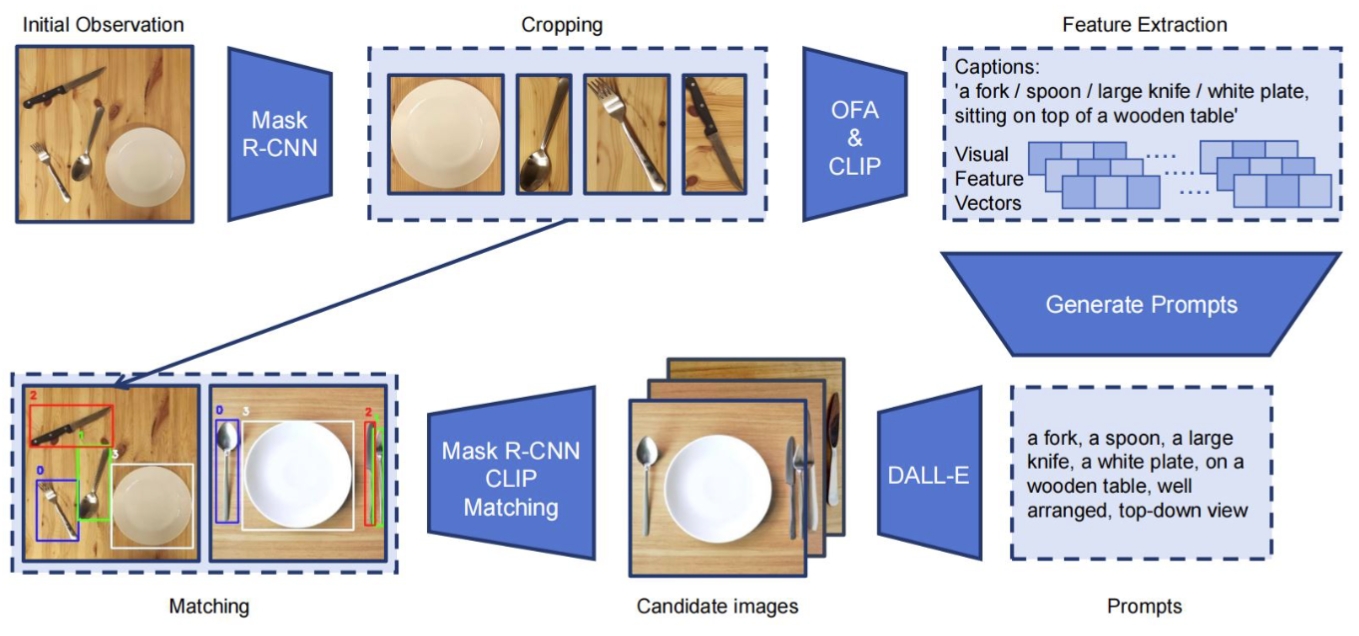 Initial Observation
Cropping
Feature Extraction
Mask
R-CNN
OFA
&
CLIP
Captions:
'a fork / spoon / large knife / white plate,
sitting on top of a wooden table'
Visual
Feature
Vectors
....
....
Generate Prompts
2
1
0
3
0
3
2
1
Mask R-CNN
CLIP
Matching
DALL-E
a fork, a spoon, a large
knife, a white plate, on a
wooden table, well
arranged, top-down view
Matching
Candidate images
Prompts